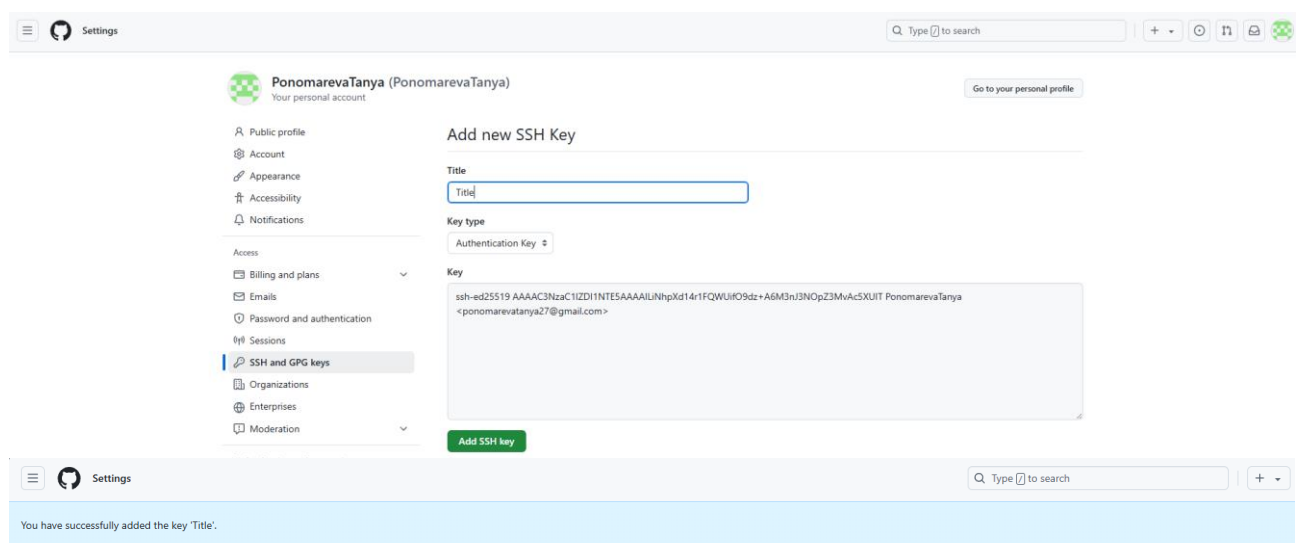 Settings
Type / to search
PonomarevaTanya (PonomarevaTanya)
Your personal account
Go to your personal profile
Public profile
Account
Appearance
Accessibility
Notifications
Access
Billing and plans
Emails
Password and authentication
Sessions
SSH and GPG keys
Organizations
Enterprises
Moderation
Add new SSH Key
Title
Title
Key type
Authentication Key
Key
ssh-ed25519 AAAAC3NzaC1lZDI1NTE5AAAAILiNhpXd14r1FQWUifO9dz+A6M3nJ3NOpZ3MvAc5XUIT PonomarevaTanya
<ponomarevatanya27@gmail.com>
Add SSH key
Settings
Type / to search
You have successfully added the key 'Title'.